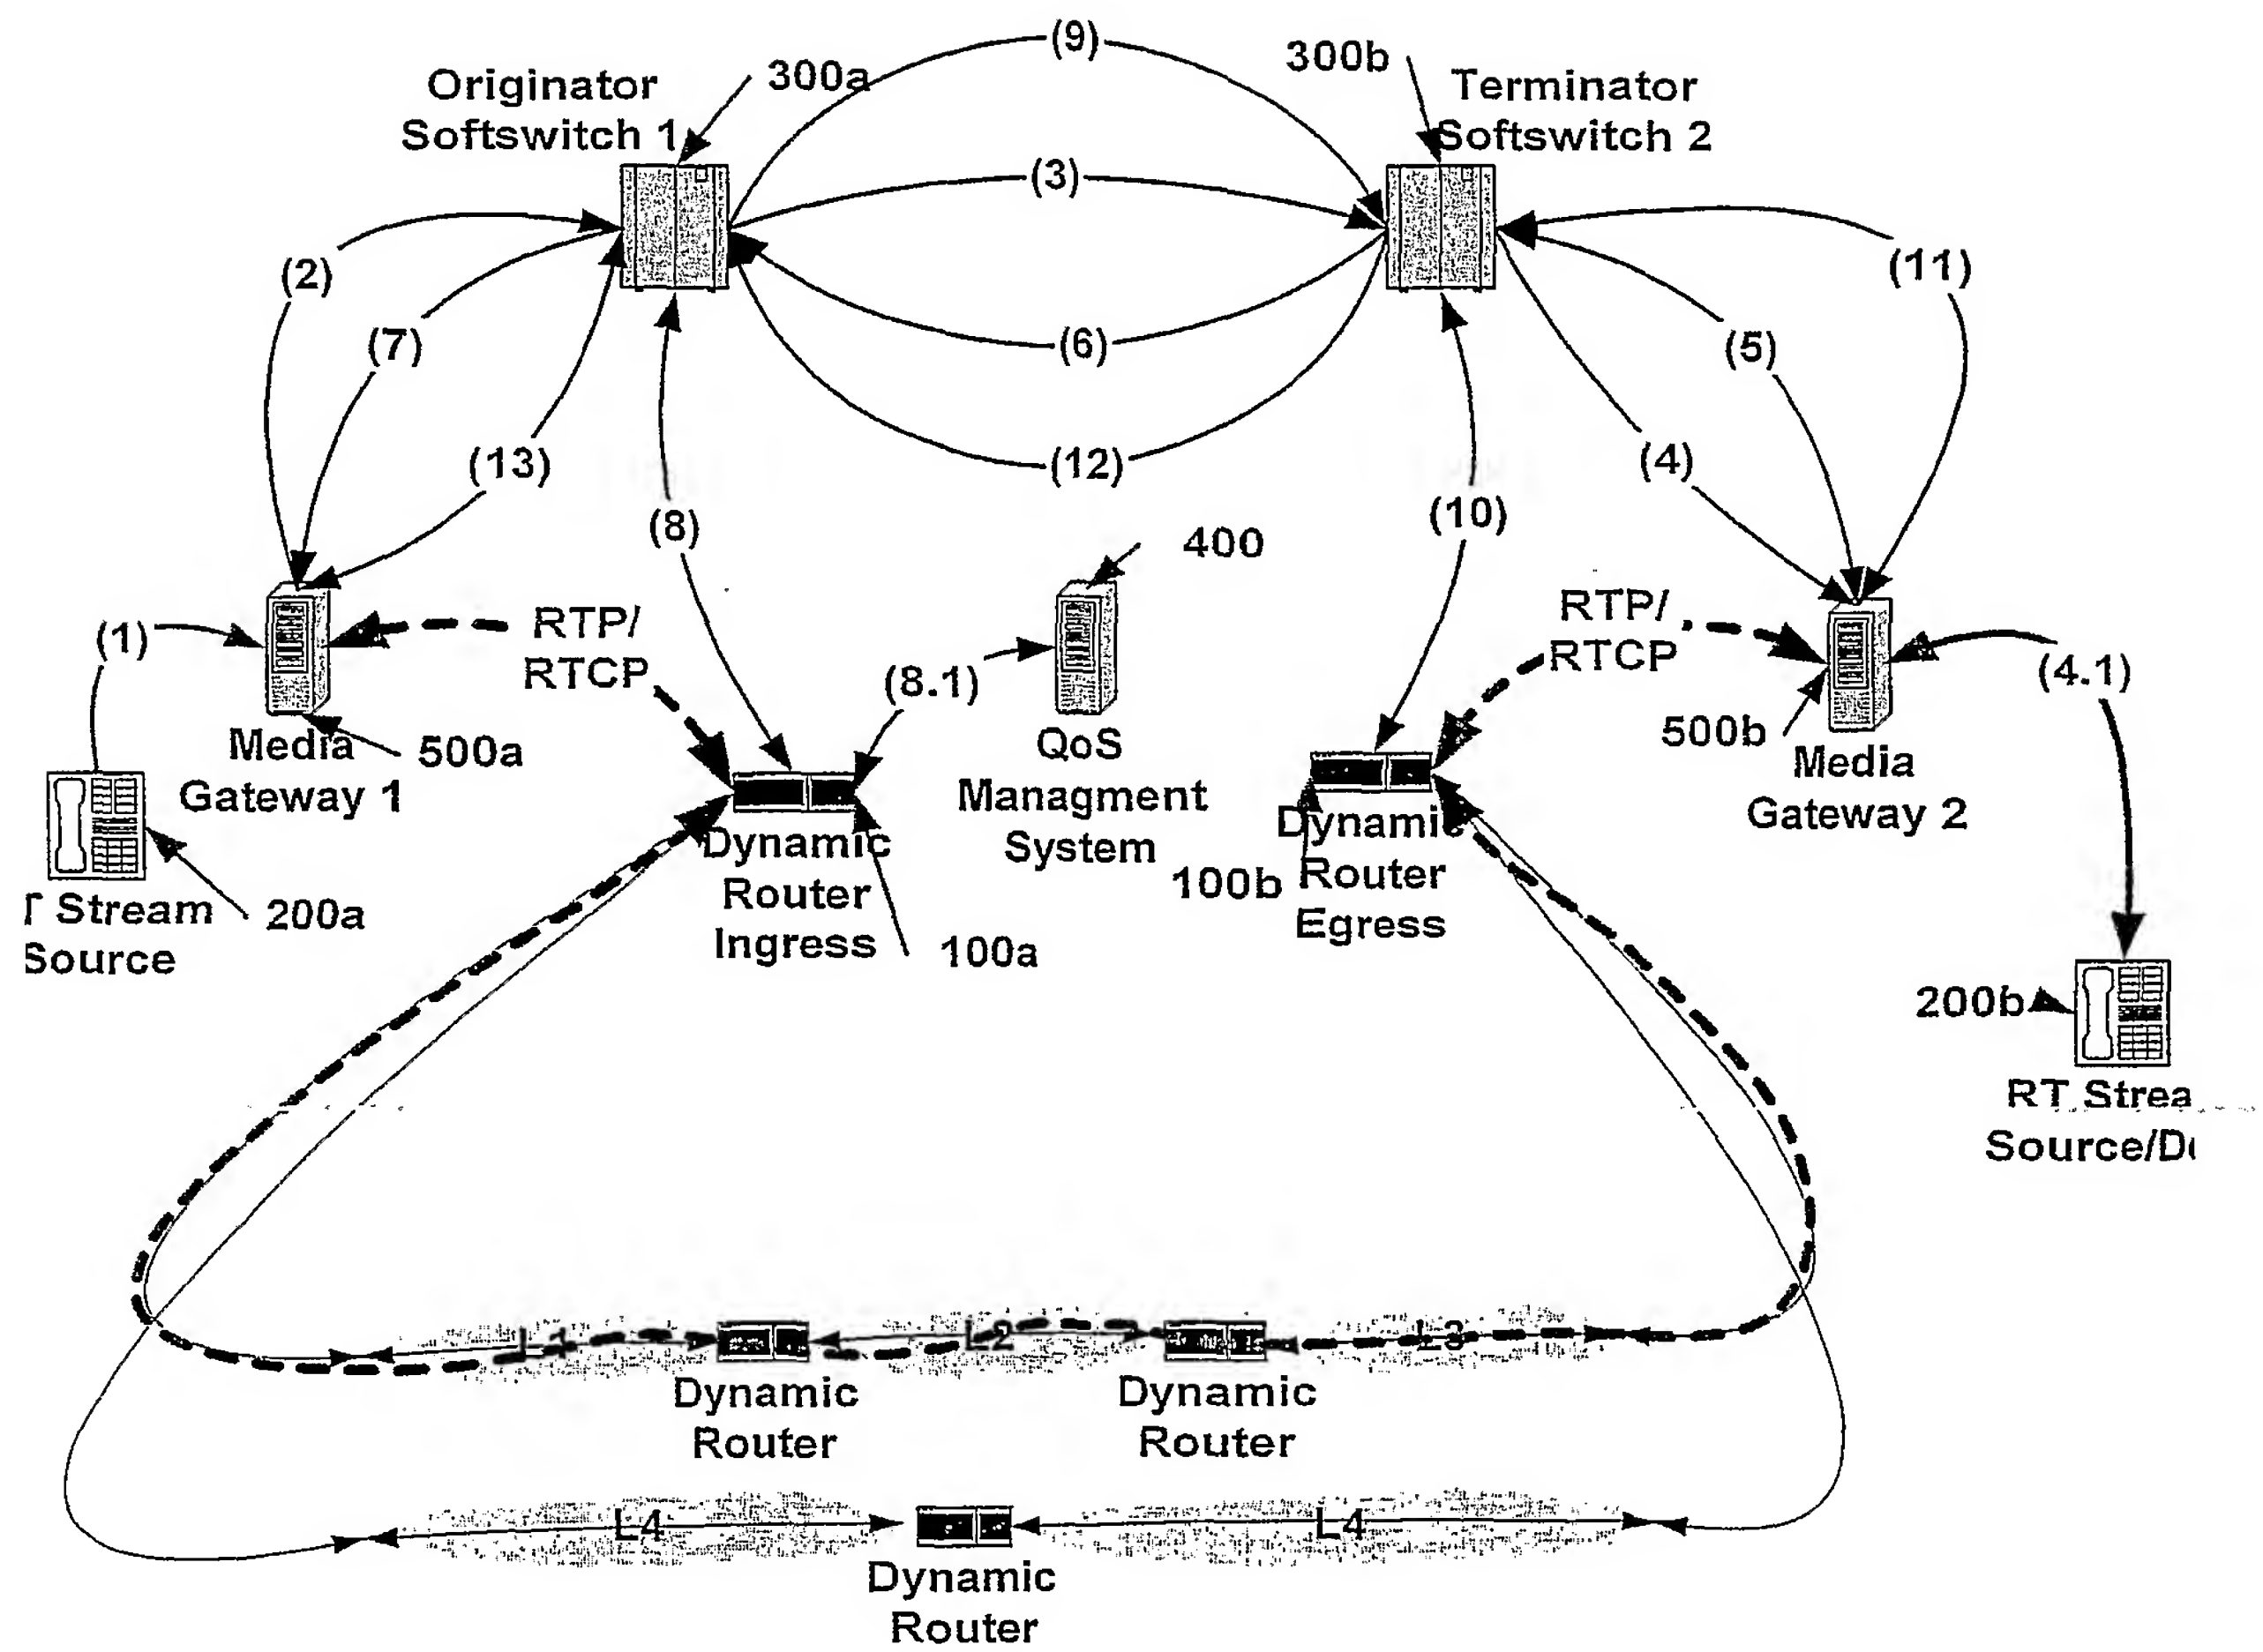 (9)
300a
300b
Originator
Softswitch 1
Terminator
Softswitch 2
(3)
(2)
(11)
(7)
(6)
(5)
(13)
(12)
(4)
(8)
(10)
400
(1)
RTP/
RTCP
(8.1)
RTP/
RTCP
(4.1)
Media
Gateway 1
500a
QoS
Managment
System
500b
Media
Gateway 2
Dynamic
Router
Ingress
100a
Dynamic
Router
Egress
100b
Stream
Source
200a
200b
RT Strea
Source/D
L1
L2
L3
Dynamic
Router
Dynamic
Router
L4
L4
Dynamic
Router